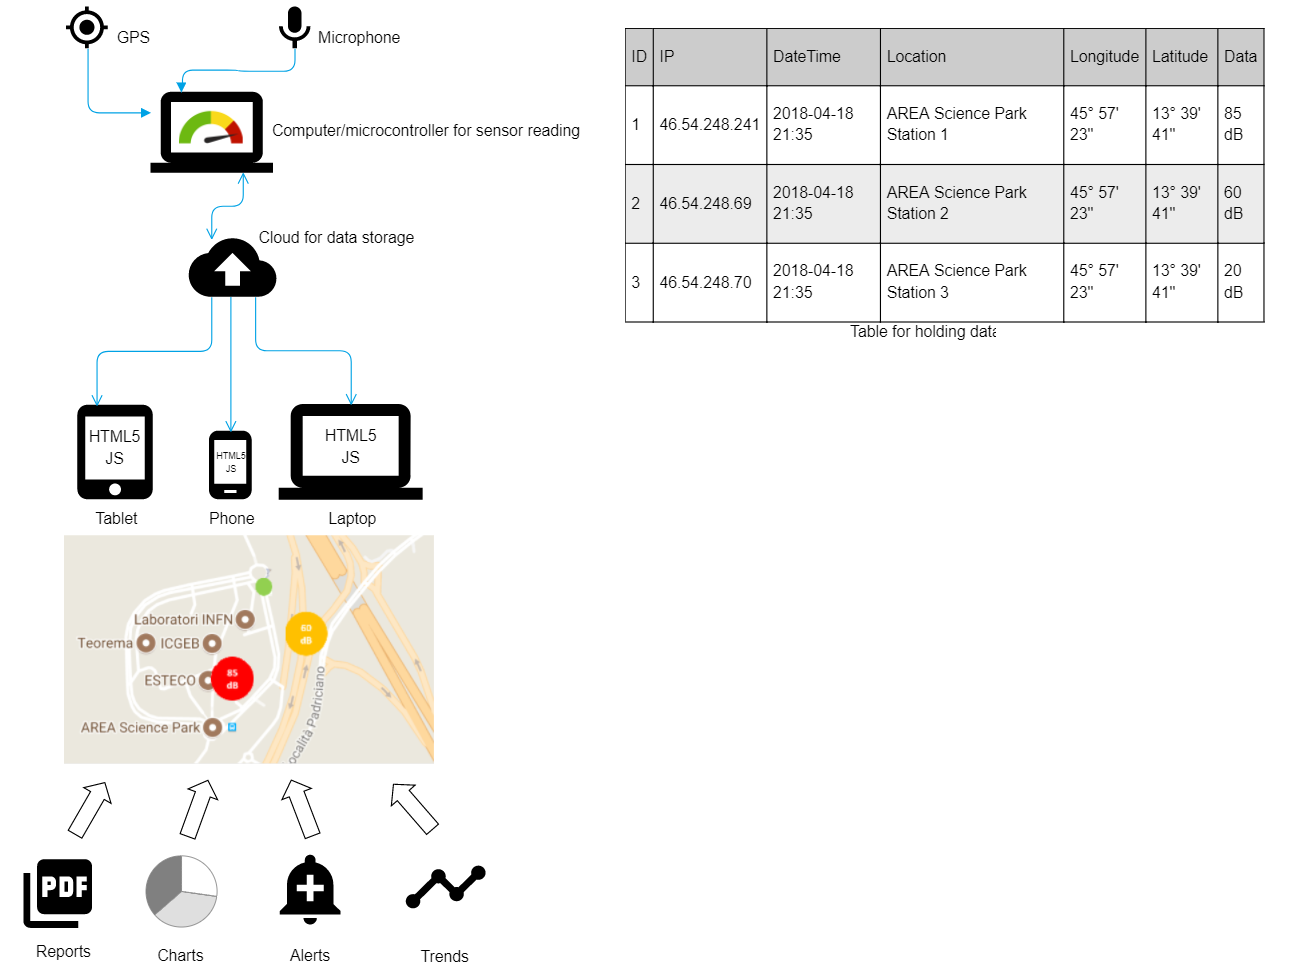 GPS
Microphone
Computer/microcontroller for sensor reading
Cloud for data storage
HTML5
JS
HTML5
JS
HTML5
JS
Tablet
Phone
Laptop
Laboratori INFN
Teorema
ICGEB
ESTECO
AREA Science Park
60
dB
85
dB
ocalità Padriciano
PDF
Reports
Charts
Alerts
Trends
ID IP DateTime Location Longitude Latitude Data
1 46.54.248.241 2018-04-18 21:35 AREA Science Park Station 1 45° 57' 23" 13° 39' 41" 85 dB
2 46.54.248.69 2018-04-18 21:35 AREA Science Park Station 2 45° 57' 23" 13° 39' 41" 60 dB
3 46.54.248.70 2018-04-18 21:35 AREA Science Park Station 3 45° 57' 23" 13° 39' 41" 20 dB
Table for holding data